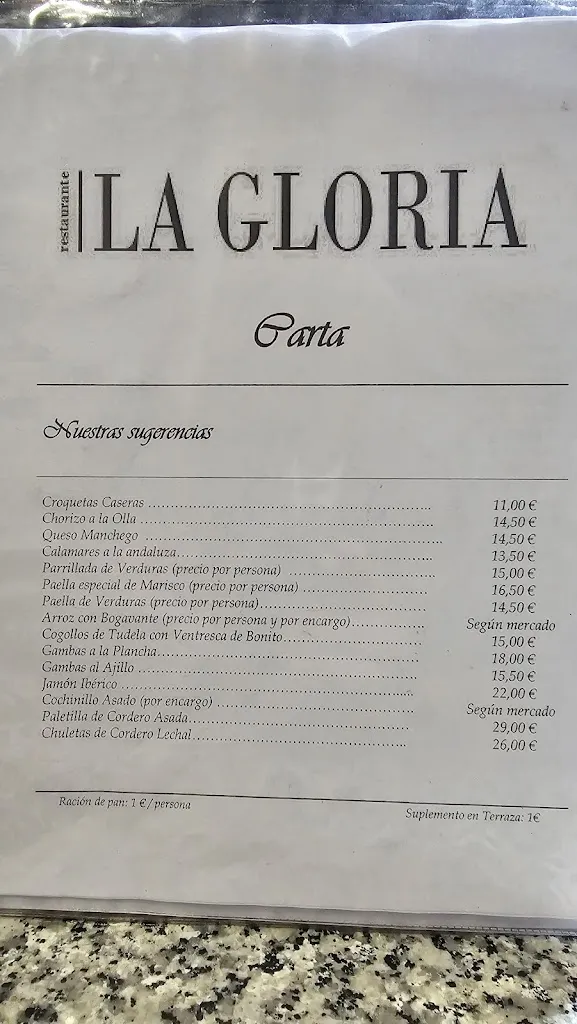 restaurante
LA GLORIA
Carta
Nuestras sugerencias
Croquetas Caseras ........ 11,00 €
Chorizo a la Olla ........ 14,50 €
Queso Manchego ........ 14,50 €
Calamares a la andaluza........ 13,50 €
Parrillada de Verduras (precio por persona) ........ 15,00 €
Paella especial de Marisco (precio por persona) ........ 16,50 €
Paella de Verduras (precio por persona)........ 14,50 €
Arroz con Bogavante (precio por persona y por encargo)........ Según mercado
Cogollos de Tudela con Ventresca de Bonito........ 15,00 €
Gambas a la Plancha........ 18,00 €
Gambas al Ajillo ........ 15,50 €
Jamón Ibérico ........ 22,00 €
Cochinillo Asado (por encargo) ........ Según mercado
Paletilla de Cordero Asada........ 29,00 €
Chuletas de Cordero Lechal........ 26,00 €
Ración de pan: 1 € / persona
Suplemento en Terraza: 1€